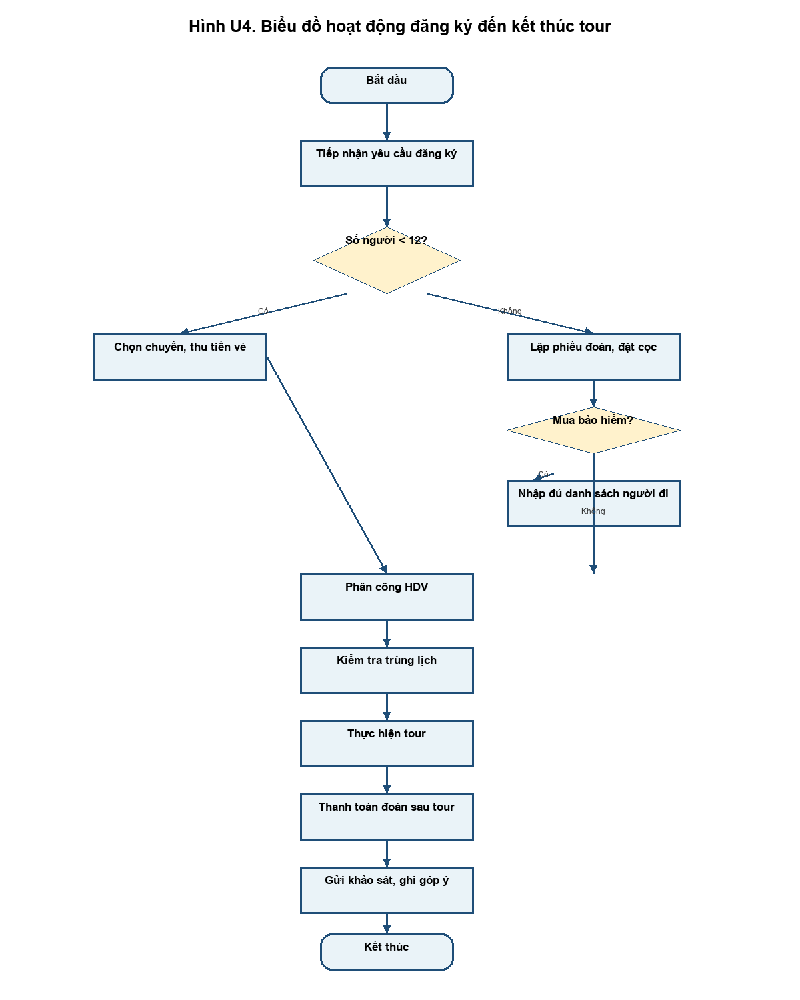 Hình U4. Biểu đồ hoạt động đăng ký đến kết thúc tour
Bắt đầu
Tiếp nhận yêu cầu đăng ký
Số người < 12?
Có
Không
Chọn chuyến, thu tiền vé
Lập phiếu đoàn, đặt cọc
Mua bảo hiểm?
Có
Nhập đủ danh sách người đi
Không
Phân công HDV
Kiểm tra trùng lịch
Thực hiện tour
Thanh toán đoàn sau tour
Gửi khảo sát, ghi góp ý
Kết thúc